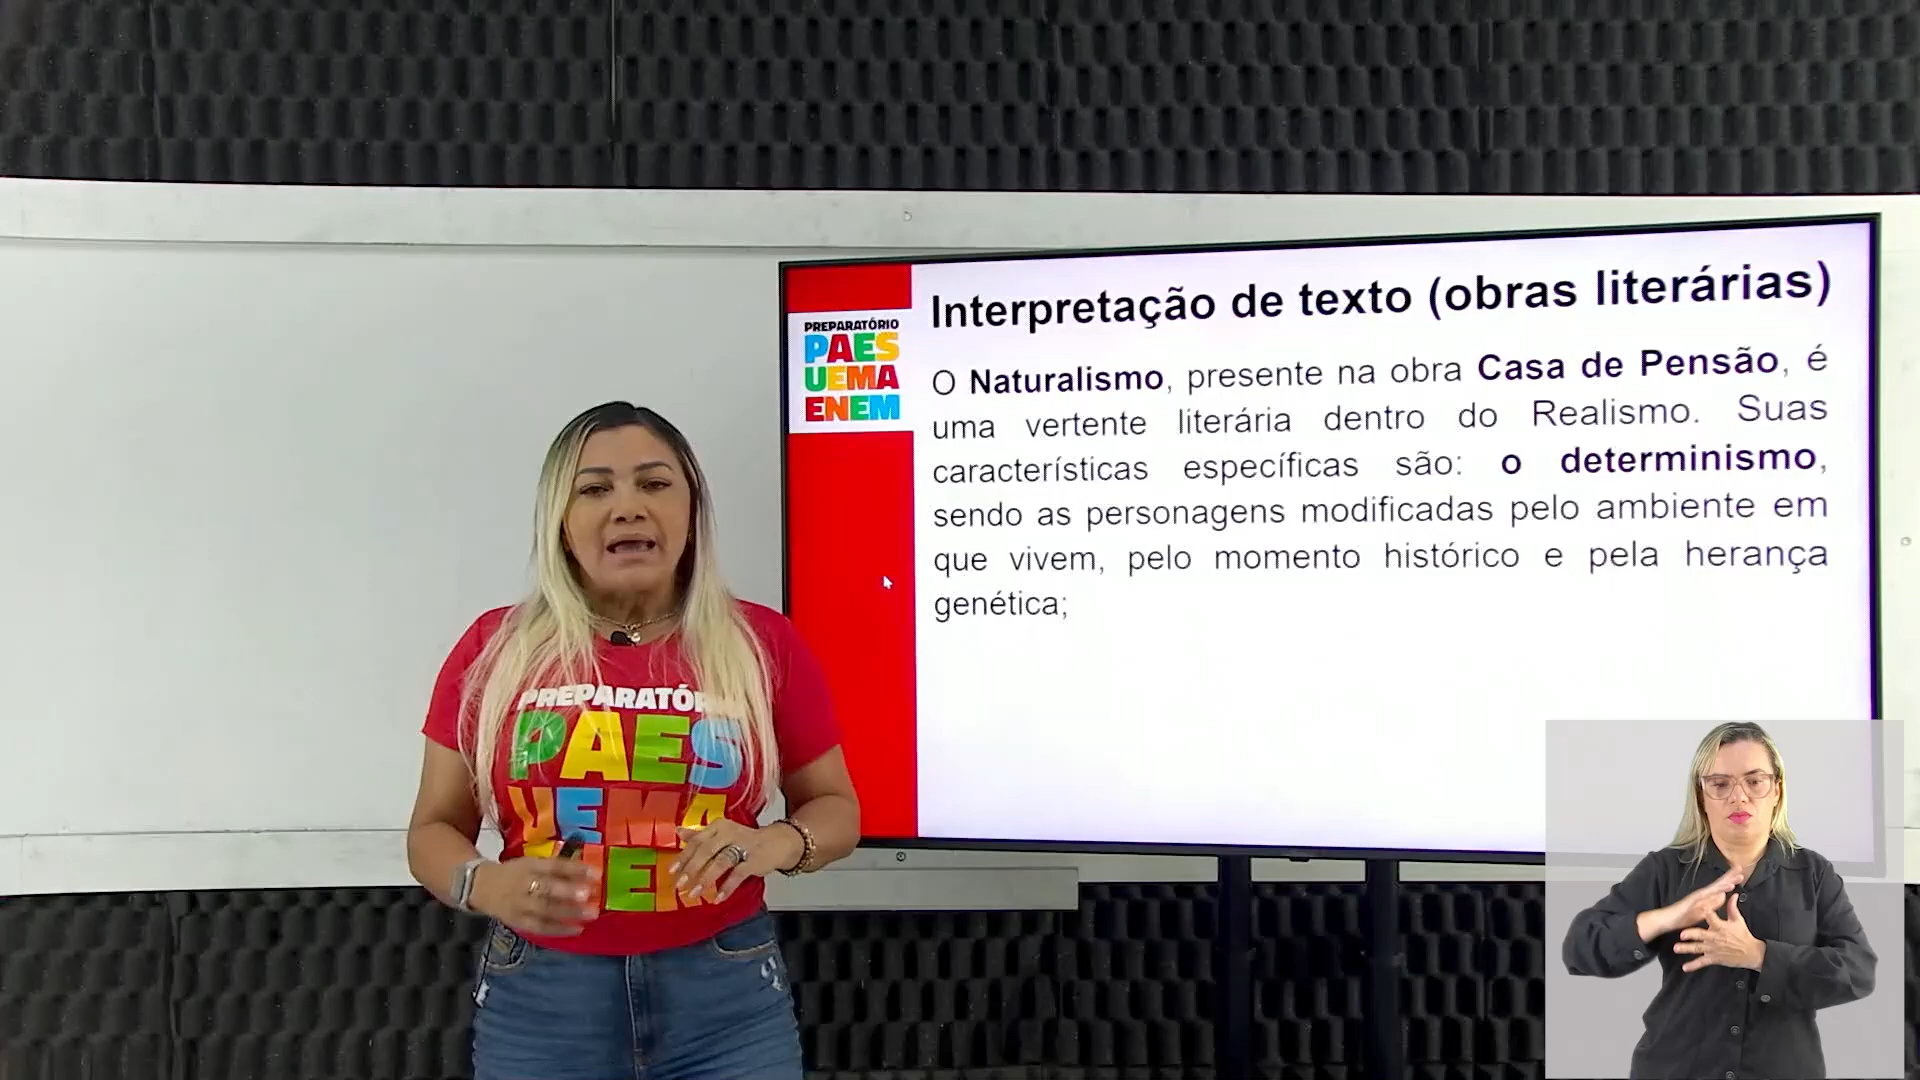 Interpretação de texto (obras literárias)
PREPARATÓRIO
PAES
UEMA
ENEM
O Naturalismo, presente na obra Casa de Pensão, é
uma vertente literária dentro do Realismo. Suas
características específicas são: o determinismo,
sendo as personagens modificadas pelo ambiente em
que vivem, pelo momento histórico e pela herança
genética;
PREPARATÓR
PAES
UEMA